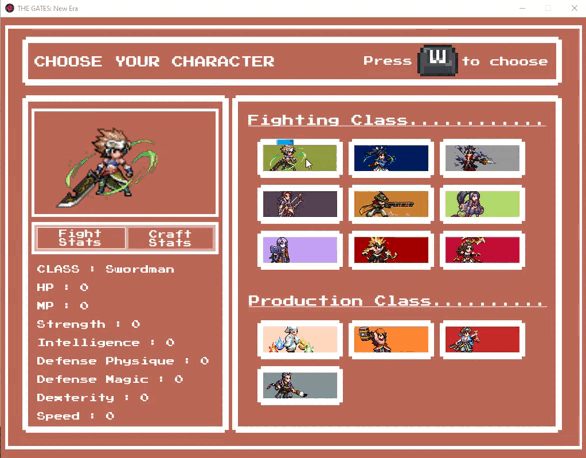 THE GATES: New Era
CHOOSE YOUR CHARACTER
Press W to choose
Fighting Class............
Fight Stats
Craft Stats
CLASS : Swordman
HP : 0
MP : 0
Strength : 0
Intelligence : 0
Defense Physique : 0
Defense Magic : 0
Dexterity : 0
Speed : 0
Production Class..........